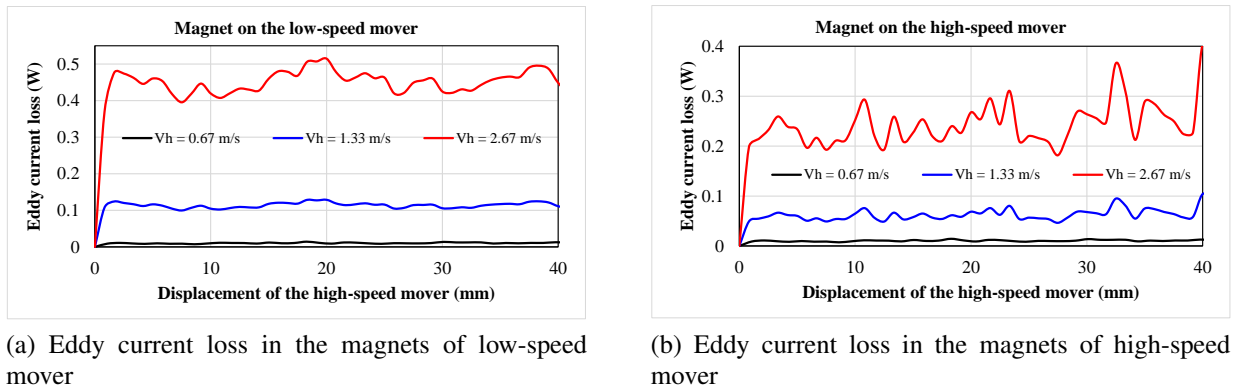 Magnet on the low-speed mover
Eddy current loss (W)
0.5
0.4
0.3
0.2
0.1
0
Vh = 0.67 m/s
Vh = 1.33 m/s
Vh = 2.67 m/s
0
10
20
30
40
Displacement of the high-speed mover (mm)
(a) Eddy current loss in the magnets of low-speed
mover
Magnet on the high-speed mover
Eddy current loss (W)
0.4
0.3
0.2
0.1
0
Vh = 0.67 m/s
Vh = 1.33 m/s
Vh = 2.67 m/s
0
10
20
30
40
Displacement of the high-speed mover (mm)
(b) Eddy current loss in the magnets of high-speed
mover